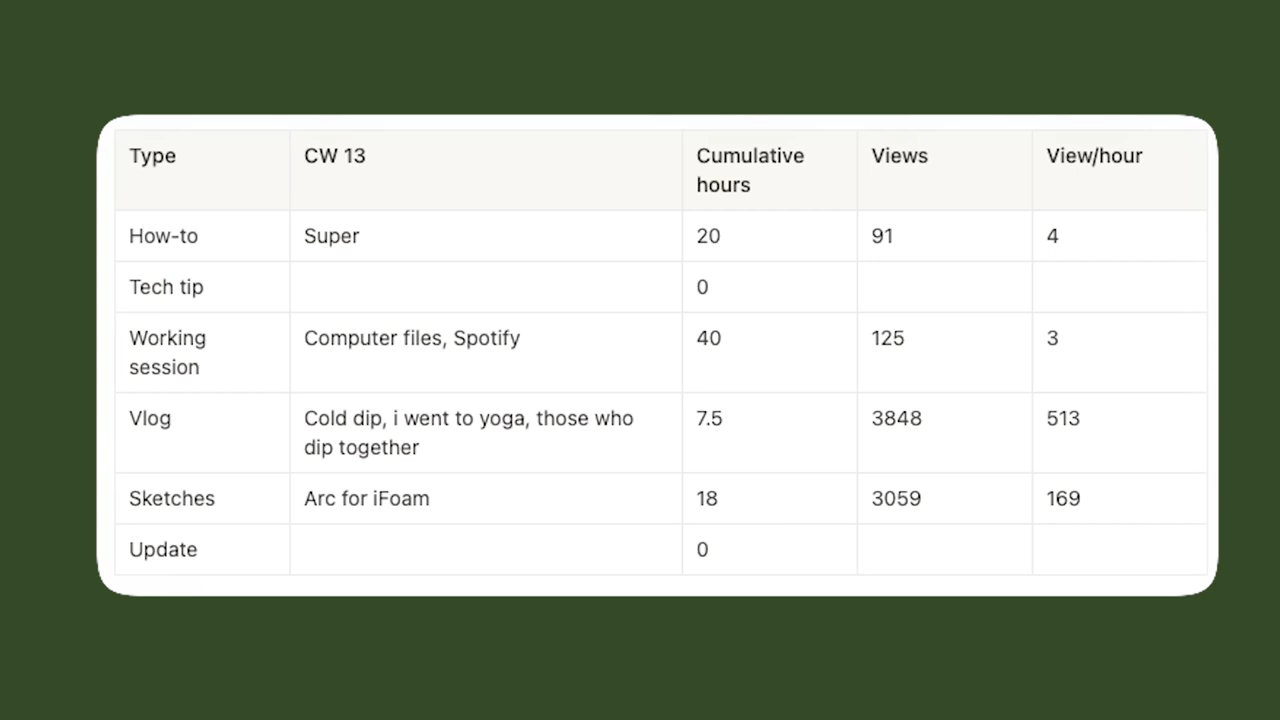 Type CW 13 Cumulative hours Views View/hour
How-to Super 20 91 4
Tech tip 0
Working session Computer files, Spotify 40 125 3
Vlog Cold dip, i went to yoga, those who dip together 7.5 3848 513
Sketches Arc for iFoam 18 3059 169
Update 0